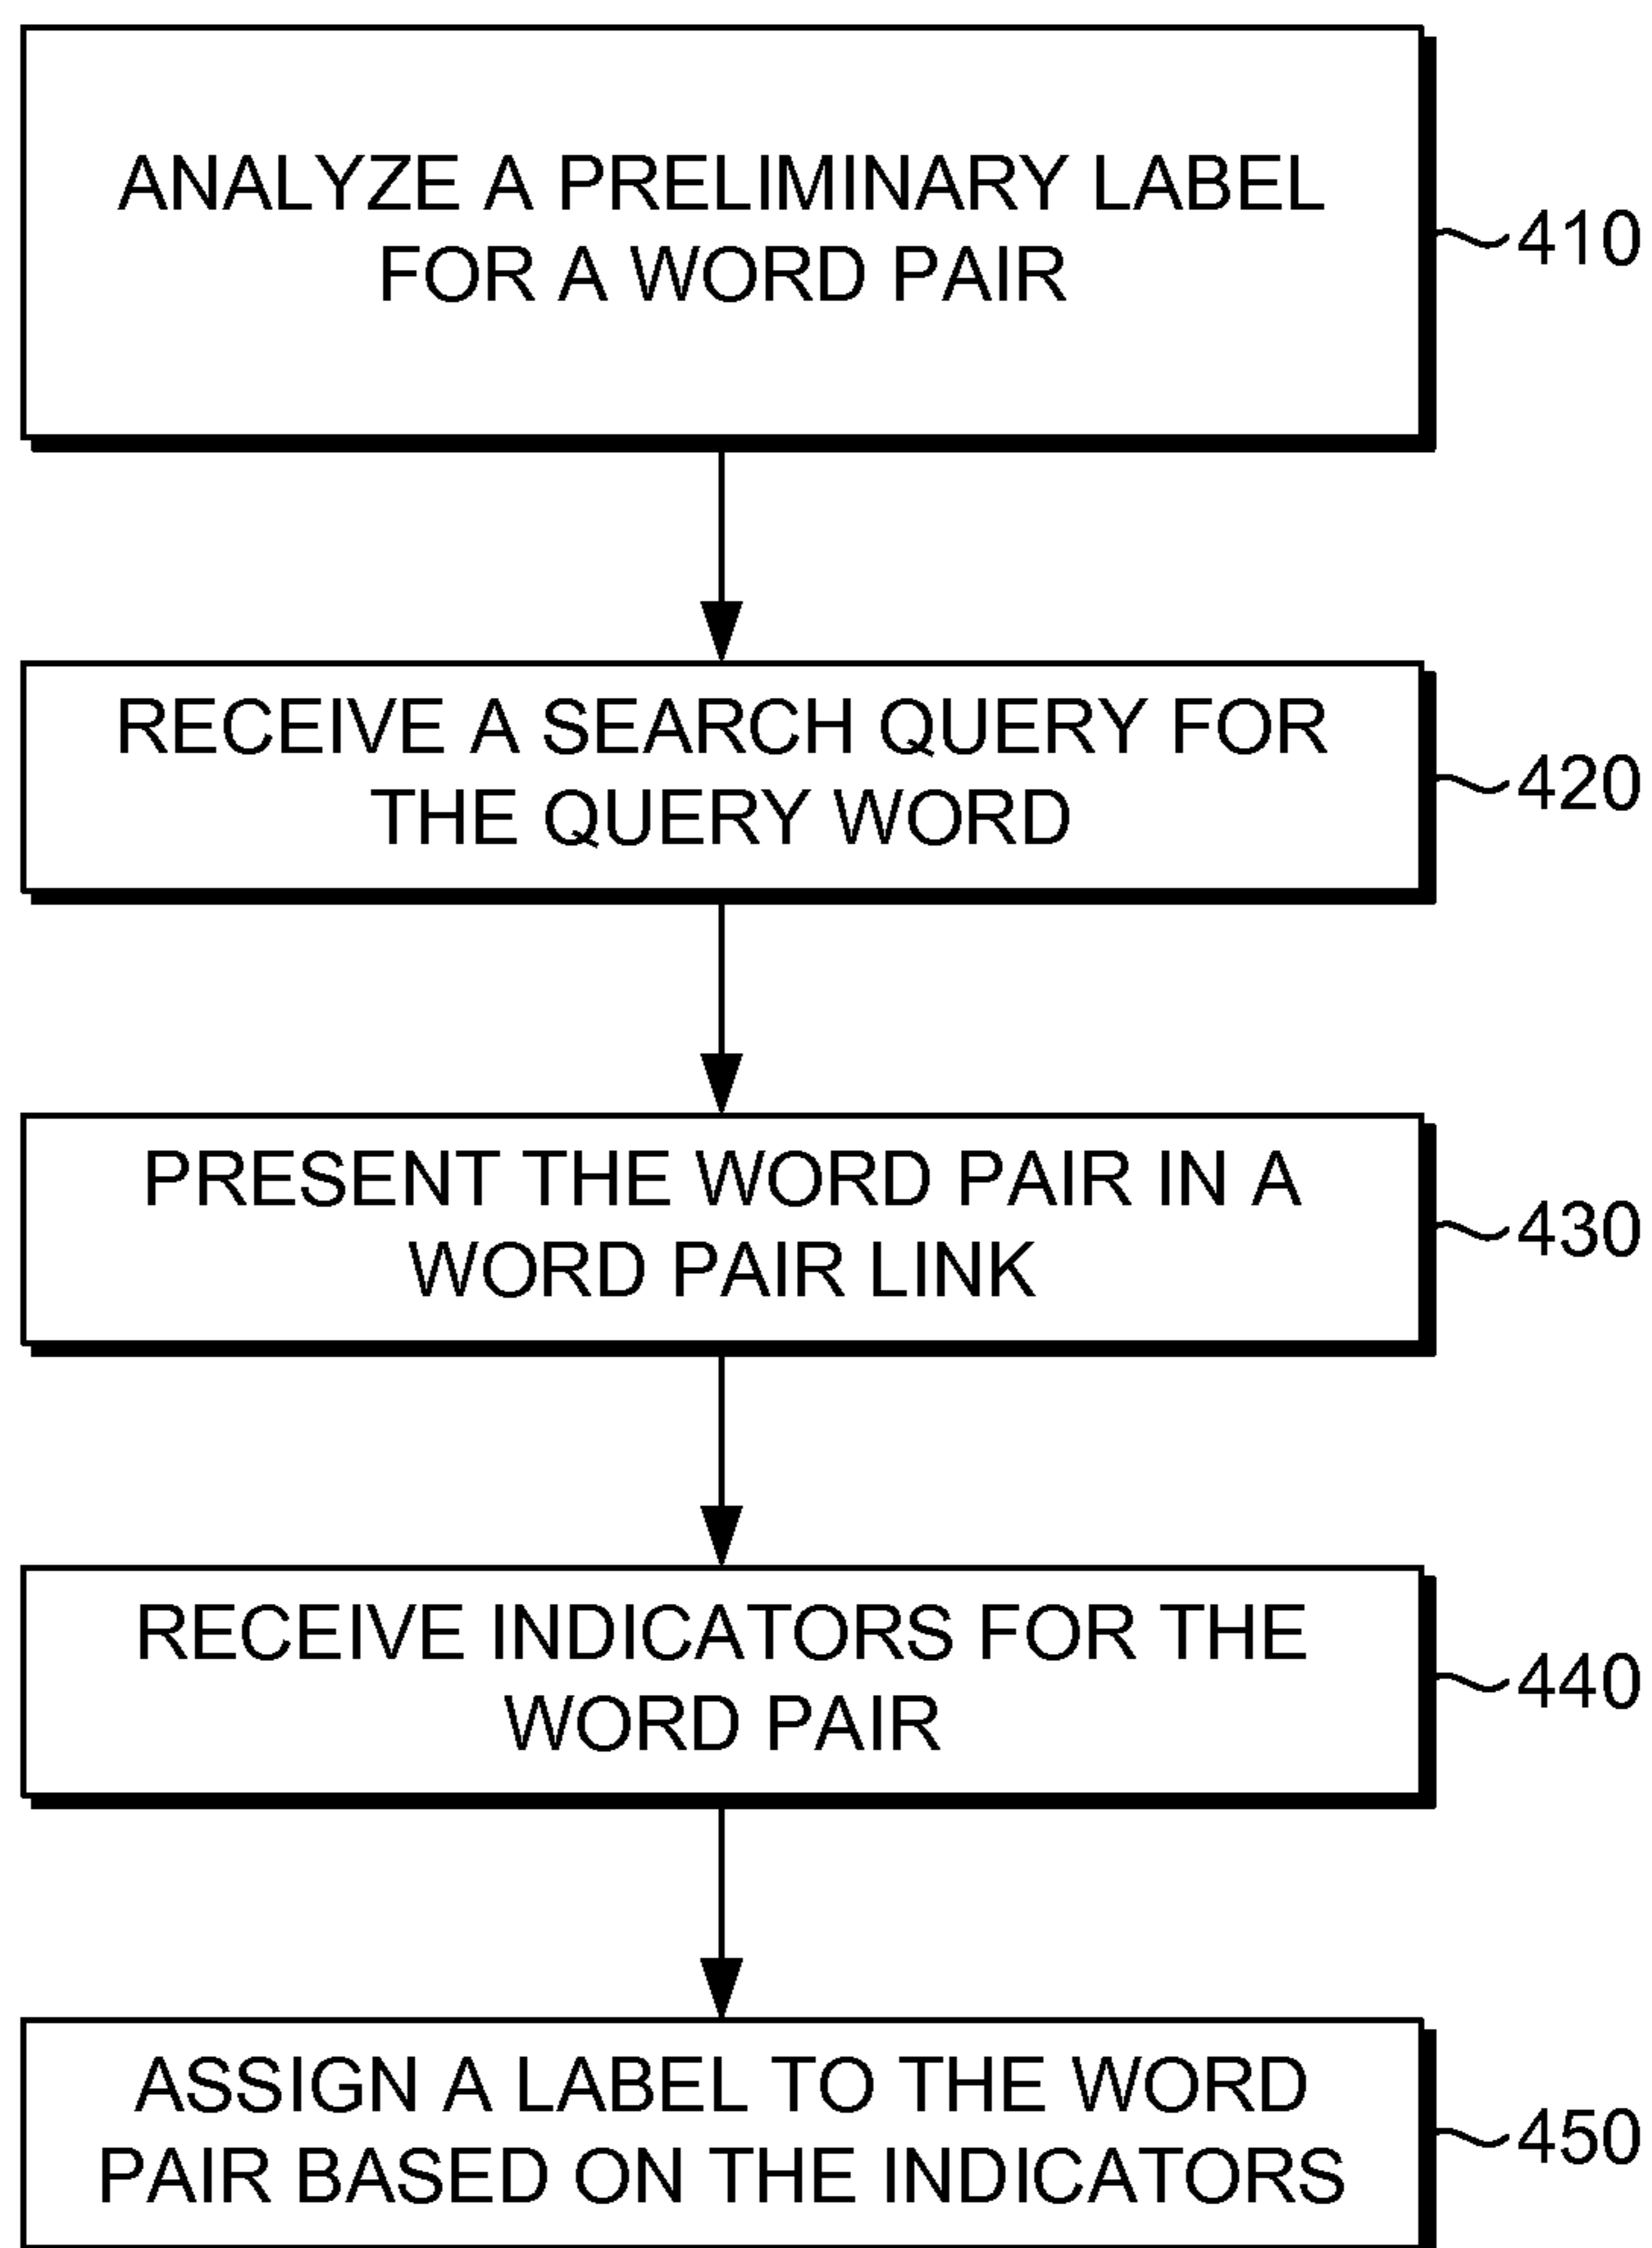 ANALYZE A PRELIMINARY LABEL
FOR A WORD PAIR
410
RECEIVE A SEARCH QUERY FOR
THE QUERY WORD
420
PRESENT THE WORD PAIR IN A
WORD PAIR LINK
430
RECEIVE INDICATORS FOR THE
WORD PAIR
440
ASSIGN A LABEL TO THE WORD
PAIR BASED ON THE INDICATORS
450